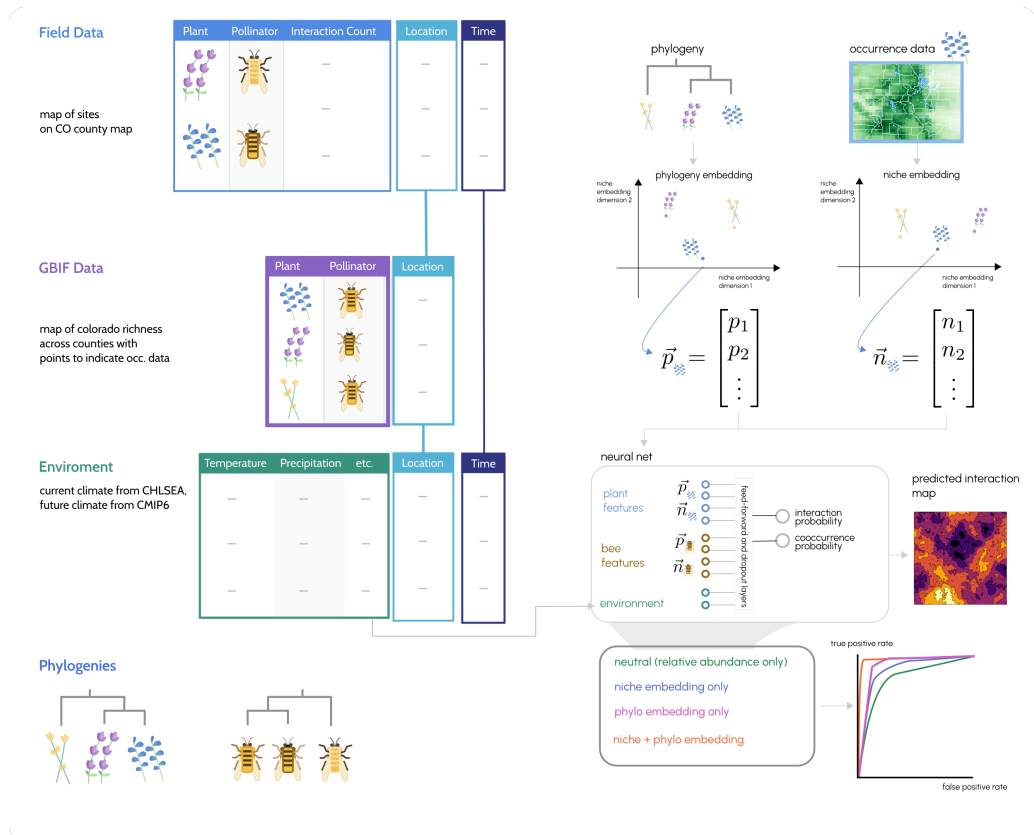 Field Data
Plant Pollinator Interaction Count Location Time
map of sites
on CO county map
GBIF Data
Plant Pollinator Location
map of colorado richness
across counties with
points to indicate occ. data
Enviroment
Temperature Precipitation etc. Location Time
current climate from CHLSEA,
future climate from CMIP6
Phylogenies
phylogeny
occurrence data
phylogeny embedding
niche
embedding
dimension 2
niche embedding
dimension 1
niche embedding
niche
embedding
dimension 2
niche embedding
dimension 1
p⃗ = [p₁ p₂ ⋮]
n⃗ = [n₁ n₂ ⋮]
neural net
plant
features
p⃗
n⃗
bee
features
p⃗
n⃗
environment
feed-forward and dropout layers
interaction
probability
cooccurrence
probability
predicted interaction
map
neutral (relative abundance only)
niche embedding only
phylo embedding only
niche + phylo embedding
true positive rate
false positive rate